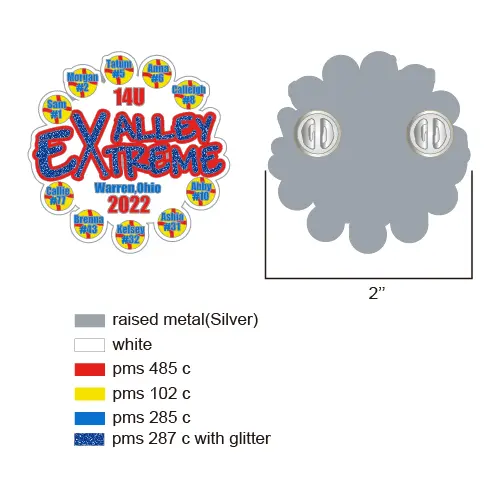 Tatum
#5
Morgan
#2
Anna
#6
Calleigh
#8
Sam
#1
14U
EXALLEY
XTREME
Callie
#77
Warren,Ohio
Abby
#10
2022
Brenna
#43
Kelsey
#32
Ashia
#31
2’’
raised metal(Silver)
white
pms 485 c
pms 102 c
pms 285 c
pms 287 c with glitter